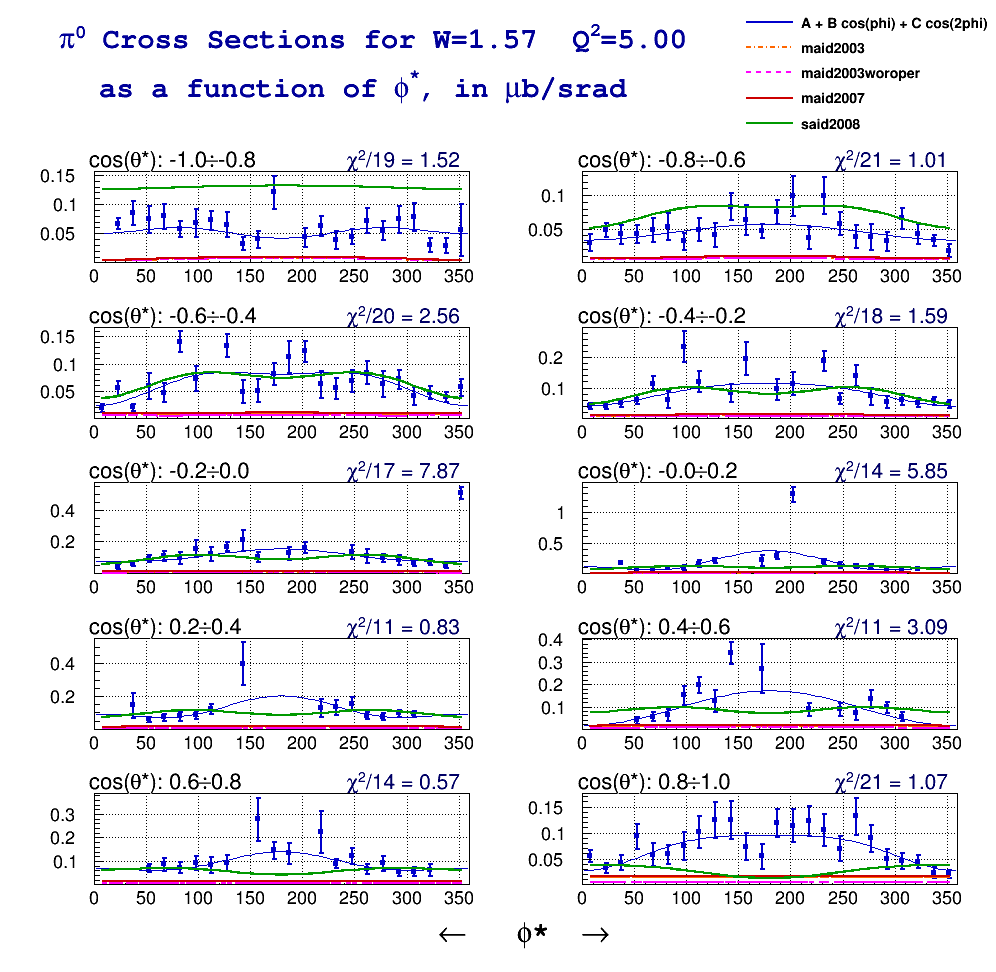 π⁰ Cross Sections for W=1.57 Q²=5.00
as a function of ϕ*, in μb/srad
A + B cos(phi) + C cos(2phi)
maid2003
maid2003woroper
maid2007
said2008
cos(θ*): -1.0÷-0.8 χ²/19 = 1.52
0.15
0.1
0.05
0 50 100 150 200 250 300 350
cos(θ*): -0.8÷-0.6 χ²/21 = 1.01
0.1
0.05
0 50 100 150 200 250 300 350
cos(θ*): -0.6÷-0.4 χ²/20 = 2.56
0.15
0.1
0.05
0 50 100 150 200 250 300 350
cos(θ*): -0.4÷-0.2 χ²/18 = 1.59
0.2
0.1
0 50 100 150 200 250 300 350
cos(θ*): -0.2÷0.0 χ²/17 = 7.87
0.4
0.2
0 50 100 150 200 250 300 350
cos(θ*): -0.0÷0.2 χ²/14 = 5.85
1
0.5
0 50 100 150 200 250 300 350
cos(θ*): 0.2÷0.4 χ²/11 = 0.83
0.4
0.2
0 50 100 150 200 250 300 350
cos(θ*): 0.4÷0.6 χ²/11 = 3.09
0.4
0.3
0.2
0.1
0 50 100 150 200 250 300 350
cos(θ*): 0.6÷0.8 χ²/14 = 0.57
0.3
0.2
0.1
0 50 100 150 200 250 300 350
cos(θ*): 0.8÷1.0 χ²/21 = 1.07
0.15
0.1
0.05
0 50 100 150 200 250 300 350
← ϕ* →